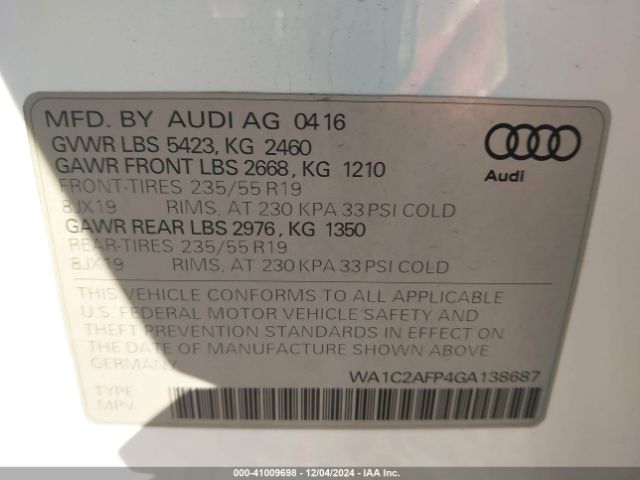 MFD. BY AUDI AG 04 16
GVWR LBS 5423, KG 2460
GAWR FRONT LBS 2668, KG 1210
FRONT-TIRES 235/55 R19
8JX19 RIMS, AT 230 KPA 33 PSI COLD
GAWR REAR LBS 2976, KG 1350
REAR-TIRES 235/55 R19
8JX19 RIMS, AT 230 KPA 33 PSI COLD
Audi
THIS VEHICLE CONFORMS TO ALL APPLICABLE
U.S. FEDERAL MOTOR VEHICLE SAFETY AND
THEFT PREVENTION STANDARDS IN EFFECT ON
THE DATE OF MANUFACTURE SHOWN ABOVE
GERMANY
WA1C2AFP4GA138687
TYPE
MPV
00-41009698 - 12/04/2024 - IAA Inc.